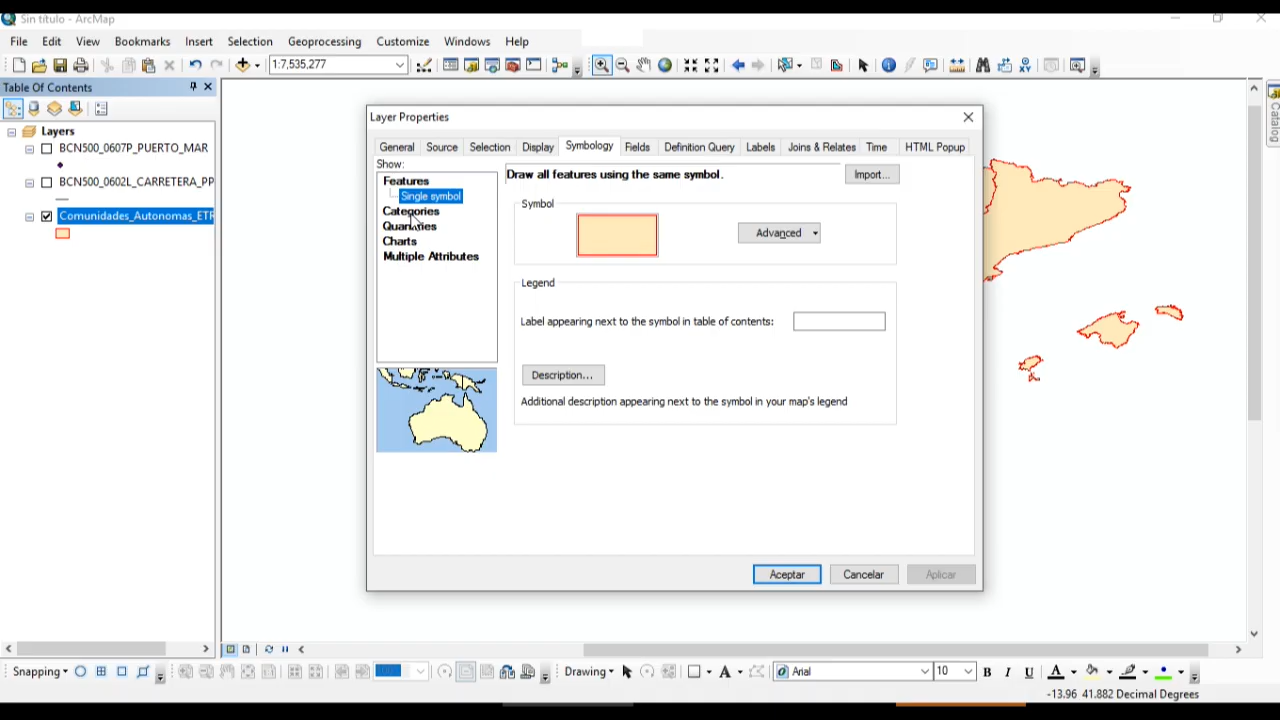 Sin título - ArcMap
File Edit View Bookmarks Insert Selection Geoprocessing Customize Windows Help
1:7,535,277
Table Of Contents
Layers
BCN500_0607P_PUERTO_MAR
BCN500_0602L_CARRETERA_PP
Comunidades_Autonomas_ETR
Layer Properties
General Source Selection Display Symbology Fields Definition Query Labels Joins & Relates Time HTML Popup
Show:
Features
Single symbol
Categories
Quantities
Charts
Multiple Attributes
Draw all features using the same symbol.
Import...
Symbol
Advanced
Legend
Label appearing next to the symbol in table of contents:
Description...
Additional description appearing next to the symbol in your map's legend
Aceptar Cancelar Aplicar
Catalog
Snapping Drawing A Arial 10 B I U A
-13.96 41.882 Decimal Degrees